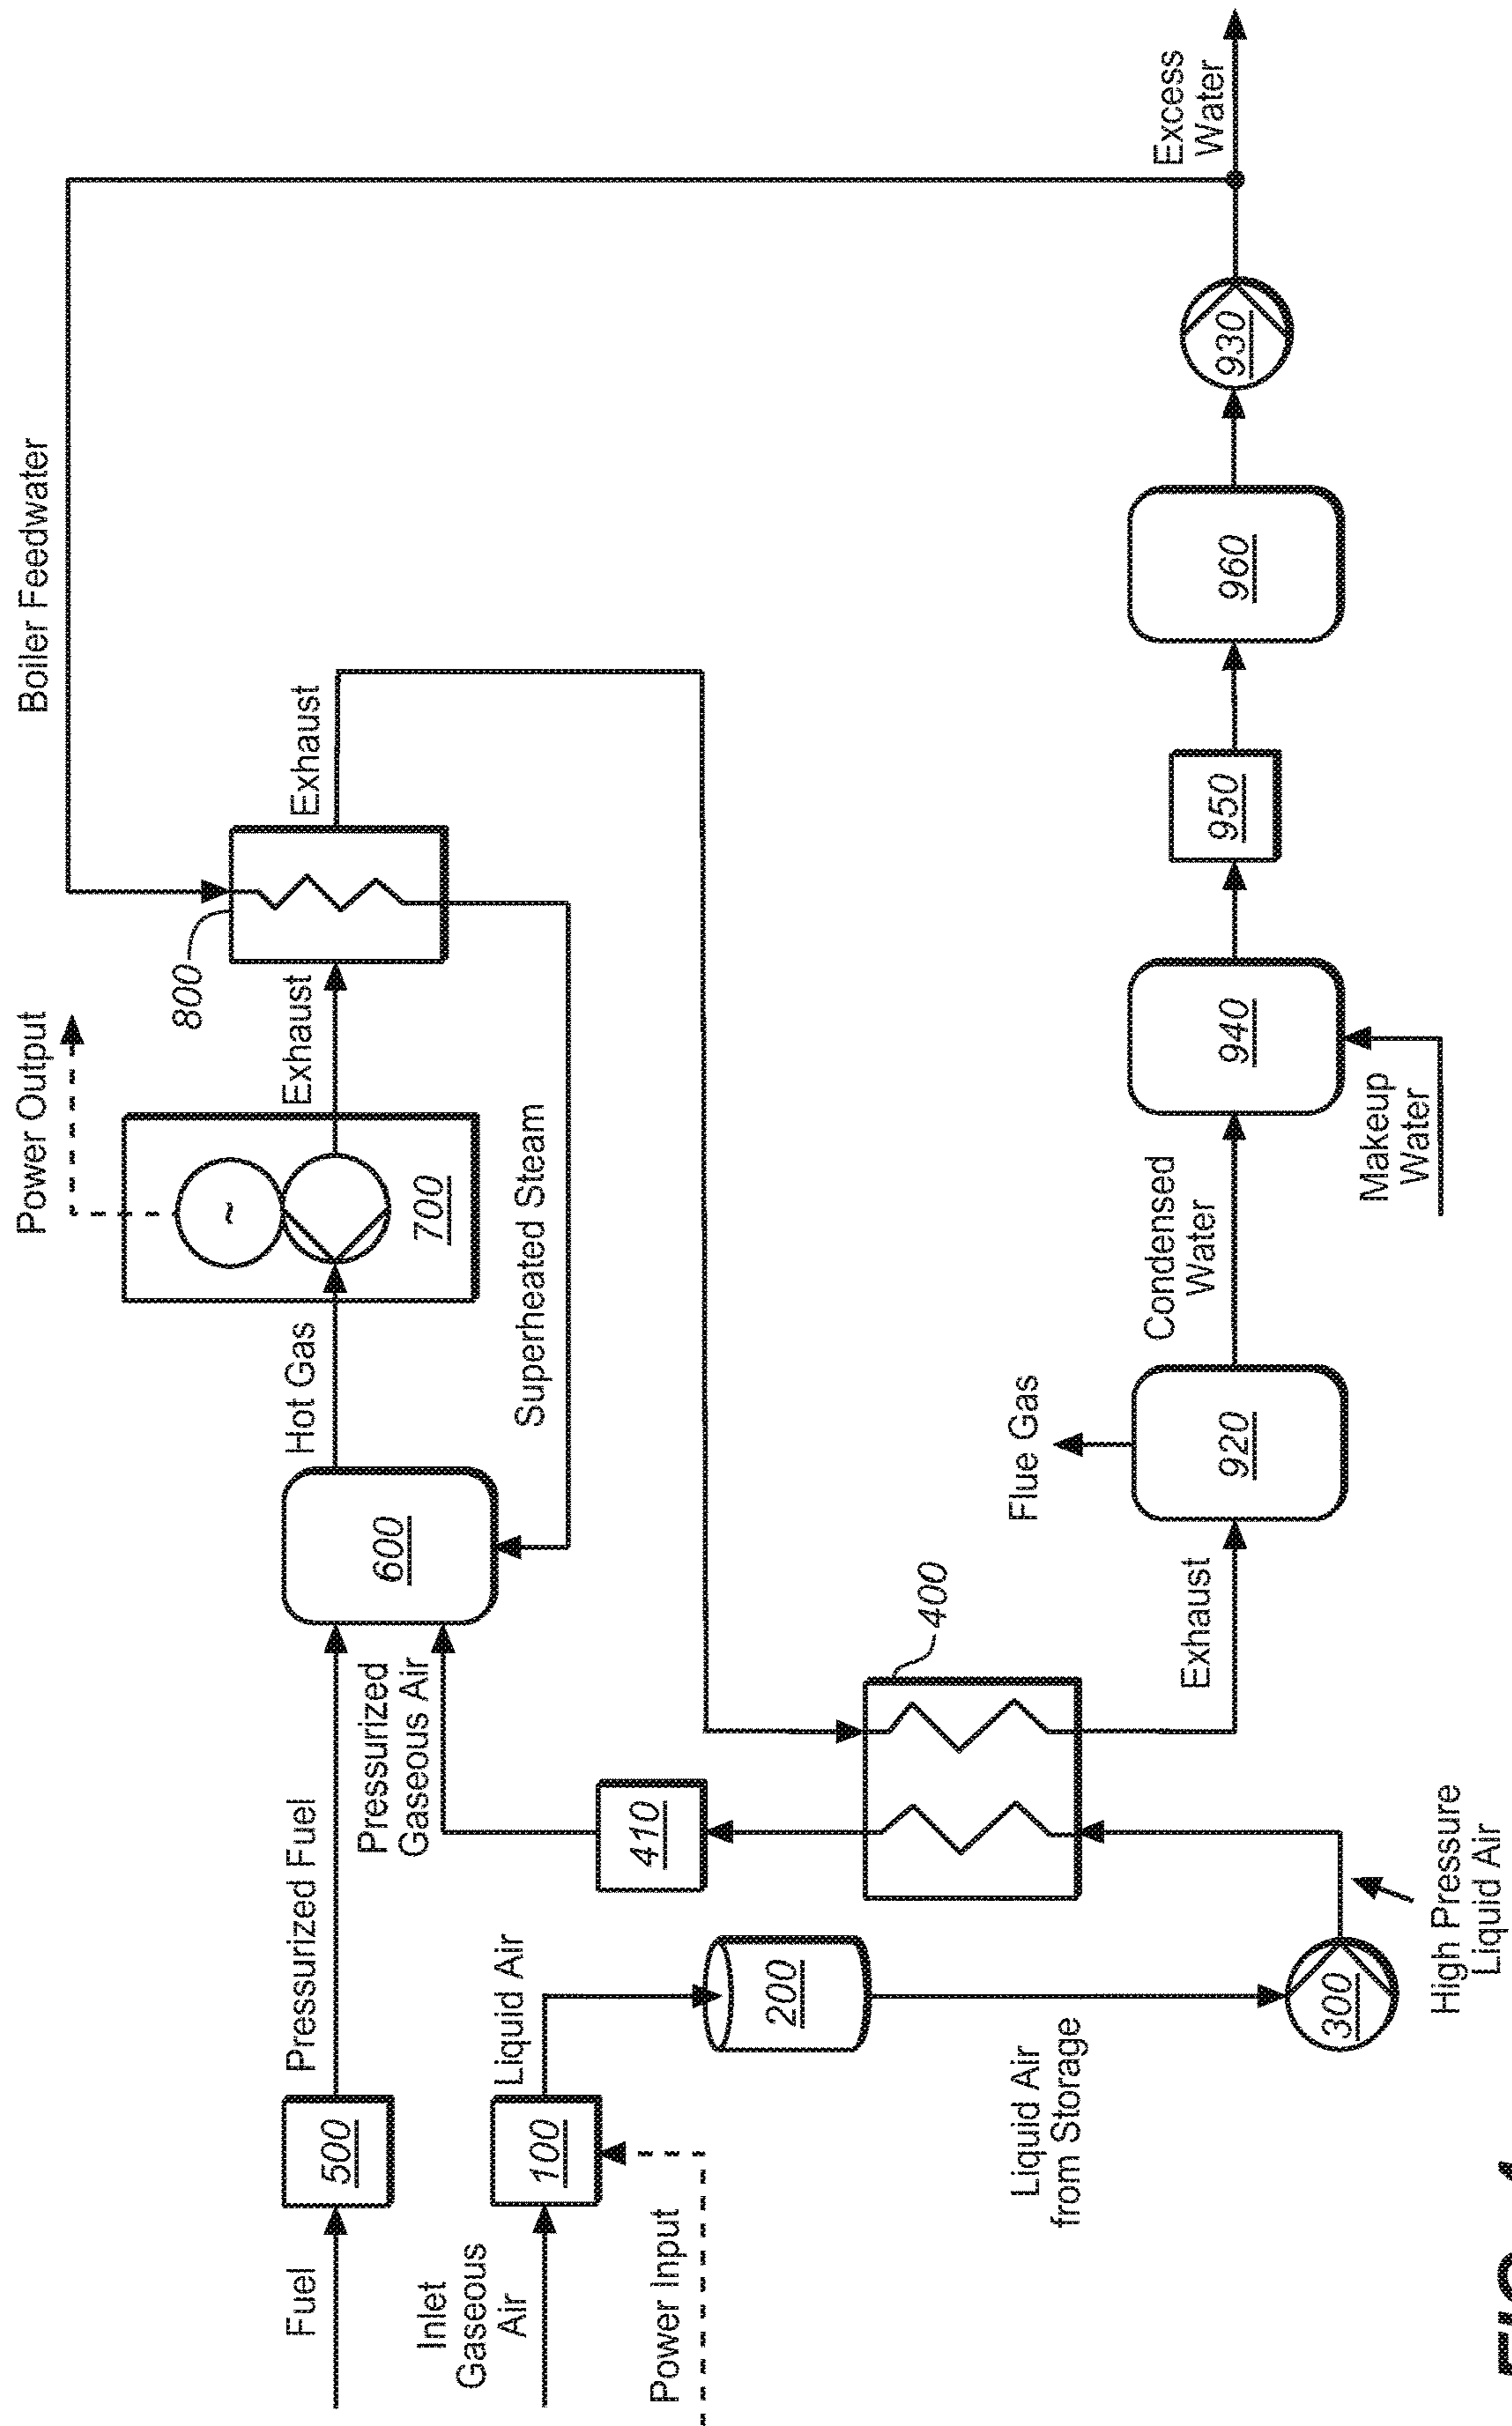 Power Output
Boiler Feedwater
800
Fuel
Pressurized Fuel
Hot Gas
Exhaust
Exhaust
500
600
700
Pressurized
Gaseous Air
Inlet
Gaseous
Air
Liquid Air
Superheated Steam
100
410
Power Input
200
400
Liquid Air
from Storage
Flue Gas
Exhaust
Condensed
Water
Excess
Water
920
940
950
960
930
300
Makeup
Water
High Pressure
Liquid Air
FIG.